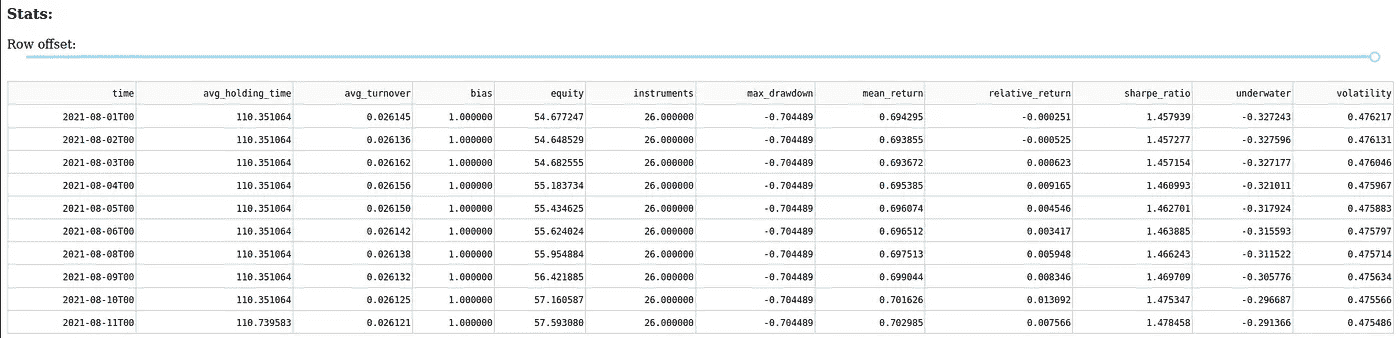 Stats:
Row offset:
time avg_holding_time avg_turnover bias equity instruments max_drawdown mean_return relative_return sharpe_ratio underwater volatility
2021-08-01T00 110.351064 0.026145 1.000000 54.677247 26.000000 -0.704489 0.694295 -0.000251 1.457939 -0.327243 0.476217
2021-08-02T00 110.351064 0.026136 1.000000 54.648529 26.000000 -0.704489 0.693855 -0.000525 1.457277 -0.327596 0.476131
2021-08-03T00 110.351064 0.026162 1.000000 54.682555 26.000000 -0.704489 0.693672 0.000623 1.457154 -0.327177 0.476046
2021-08-04T00 110.351064 0.026156 1.000000 55.183734 26.000000 -0.704489 0.695385 0.009165 1.460993 -0.321011 0.475967
2021-08-05T00 110.351064 0.026150 1.000000 55.434625 26.000000 -0.704489 0.696074 0.004546 1.462701 -0.317924 0.475883
2021-08-06T00 110.351064 0.026142 1.000000 55.624024 26.000000 -0.704489 0.696512 0.003417 1.463885 -0.315593 0.475797
2021-08-08T00 110.351064 0.026138 1.000000 55.954884 26.000000 -0.704489 0.697513 0.005948 1.466243 -0.311522 0.475714
2021-08-09T00 110.351064 0.026132 1.000000 56.421885 26.000000 -0.704489 0.699044 0.008346 1.469709 -0.305776 0.475634
2021-08-10T00 110.351064 0.026125 1.000000 57.160587 26.000000 -0.704489 0.701626 0.013092 1.475347 -0.296687 0.475566
2021-08-11T00 110.739583 0.026121 1.000000 57.593080 26.000000 -0.704489 0.702985 0.007566 1.478458 -0.291366 0.475486